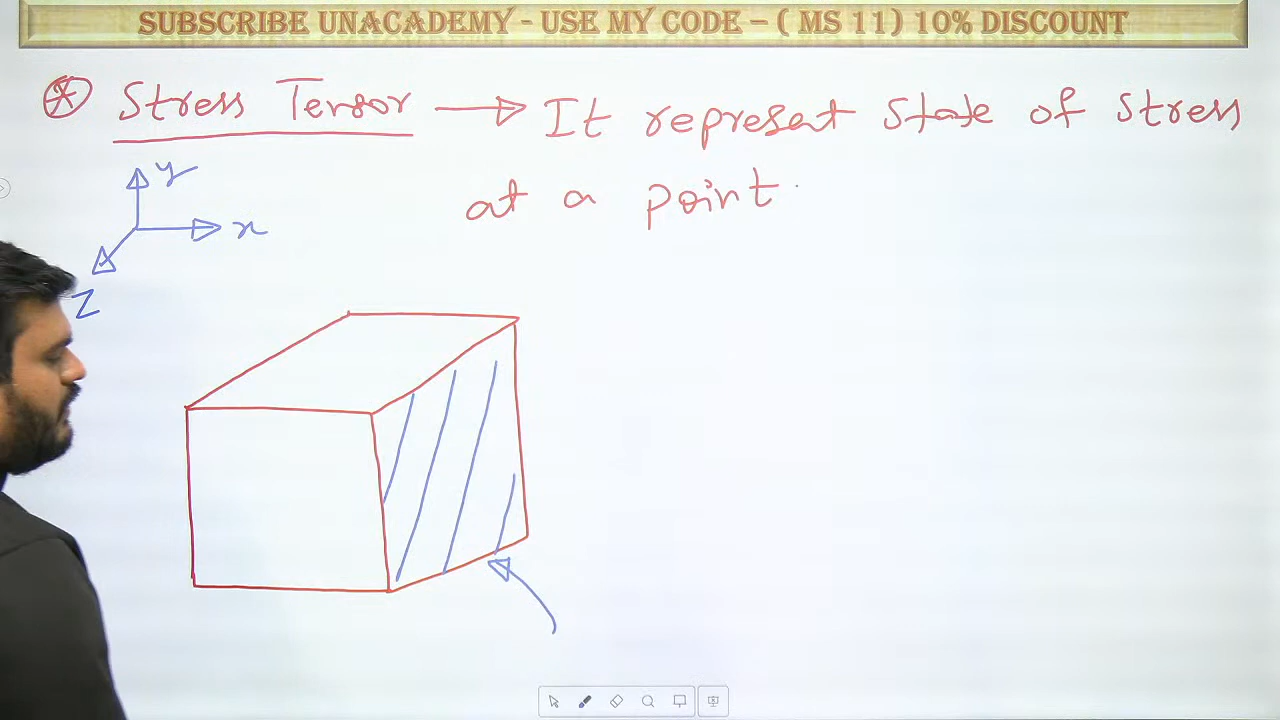 SUBSCRIBE UNACADEMY - USE MY CODE – ( MS 11) 10% DISCOUNT
Stress Tensor → It represent State of Stress
at a point.
y
x
Z